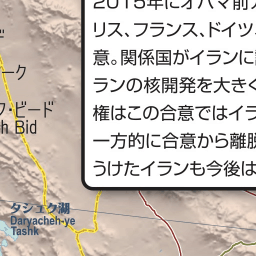 2015年にオバマ前
リス、フランス、ドイツ、
意。関係国がイランに
ランの核開発を大きく
権はこの合意ではイラ
一方的に合意から離脱
うけたイランも今後は
ド
ーク
ク・ビード
h Bid
タシェク湖
Daryacheh-ye
Tashk